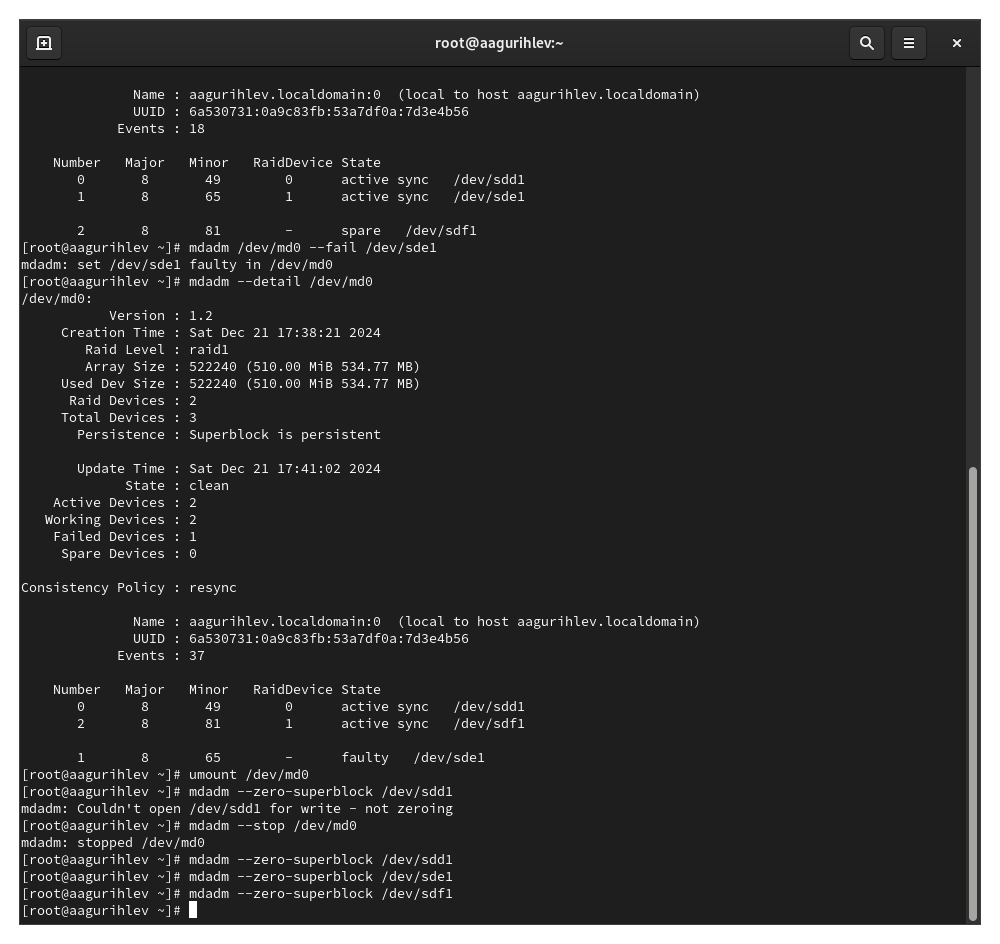 root@aagurihlev:~
Name : aagurihlev.localdomain:0  (local to host aagurihlev.localdomain)
UUID : 6a530731:0a9c83fb:53a7df0a:7d3e4b56
Events : 18
Number   Major   Minor   RaidDevice State
0       8       49        0      active sync   /dev/sdd1
1       8       65        1      active sync   /dev/sde1
2       8       81        -      spare   /dev/sdf1
[root@aagurihlev ~]# mdadm /dev/md0 --fail /dev/sde1
mdadm: set /dev/sde1 faulty in /dev/md0
[root@aagurihlev ~]# mdadm --detail /dev/md0
/dev/md0:
Version : 1.2
Creation Time : Sat Dec 21 17:38:21 2024
Raid Level : raid1
Array Size : 522240 (510.00 MiB 534.77 MB)
Used Dev Size : 522240 (510.00 MiB 534.77 MB)
Raid Devices : 2
Total Devices : 3
Persistence : Superblock is persistent
Update Time : Sat Dec 21 17:41:02 2024
State : clean
Active Devices : 2
Working Devices : 2
Failed Devices : 1
Spare Devices : 0
Consistency Policy : resync
Name : aagurihlev.localdomain:0  (local to host aagurihlev.localdomain)
UUID : 6a530731:0a9c83fb:53a7df0a:7d3e4b56
Events : 37
Number   Major   Minor   RaidDevice State
0       8       49        0      active sync   /dev/sdd1
2       8       81        1      active sync   /dev/sdf1
1       8       65        -      faulty   /dev/sde1
[root@aagurihlev ~]# umount /dev/md0
[root@aagurihlev ~]# mdadm --zero-superblock /dev/sdd1
mdadm: Couldn't open /dev/sdd1 for write - not zeroing
[root@aagurihlev ~]# mdadm --stop /dev/md0
mdadm: stopped /dev/md0
[root@aagurihlev ~]# mdadm --zero-superblock /dev/sdd1
[root@aagurihlev ~]# mdadm --zero-superblock /dev/sde1
[root@aagurihlev ~]# mdadm --zero-superblock /dev/sdf1
[root@aagurihlev ~]#